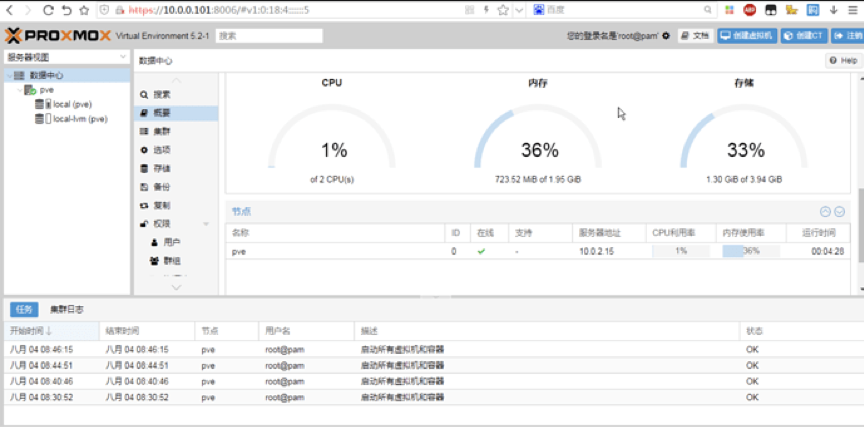 https://10.0.0.101:8006/#v1:0:18:4::::::5
百度
PROXMOX Virtual Environment 5.2-1 搜索 您的登录名是'root@pam' 文档 创建虚拟机 创建CT 注销
服务器视图
数据中心
pve
local (pve)
local-lvm (pve)
数据中心 Help
搜索
概要
集群
选项
存储
备份
复制
权限
用户
群组
CPU 内存 存储
1% 36% 33%
of 2 CPU(s) 723.52 MiB of 1.95 GiB 1.30 GiB of 3.94 GiB
节点
名称 ID 在线 支持 服务器地址 CPU利用率 内存使用率 运行时间
pve 0 - 10.0.2.15 1% 36% 00:04:28
任务 集群日志
开始时间 结束时间 节点 用户名 描述 状态
八月 04 08:46:15 八月 04 08:46:15 pve root@pam 启动所有虚拟机和容器 OK
八月 04 08:44:51 八月 04 08:44:51 pve root@pam 启动所有虚拟机和容器 OK
八月 04 08:40:46 八月 04 08:40:46 pve root@pam 启动所有虚拟机和容器 OK
八月 04 08:30:52 八月 04 08:30:52 pve root@pam 启动所有虚拟机和容器 OK